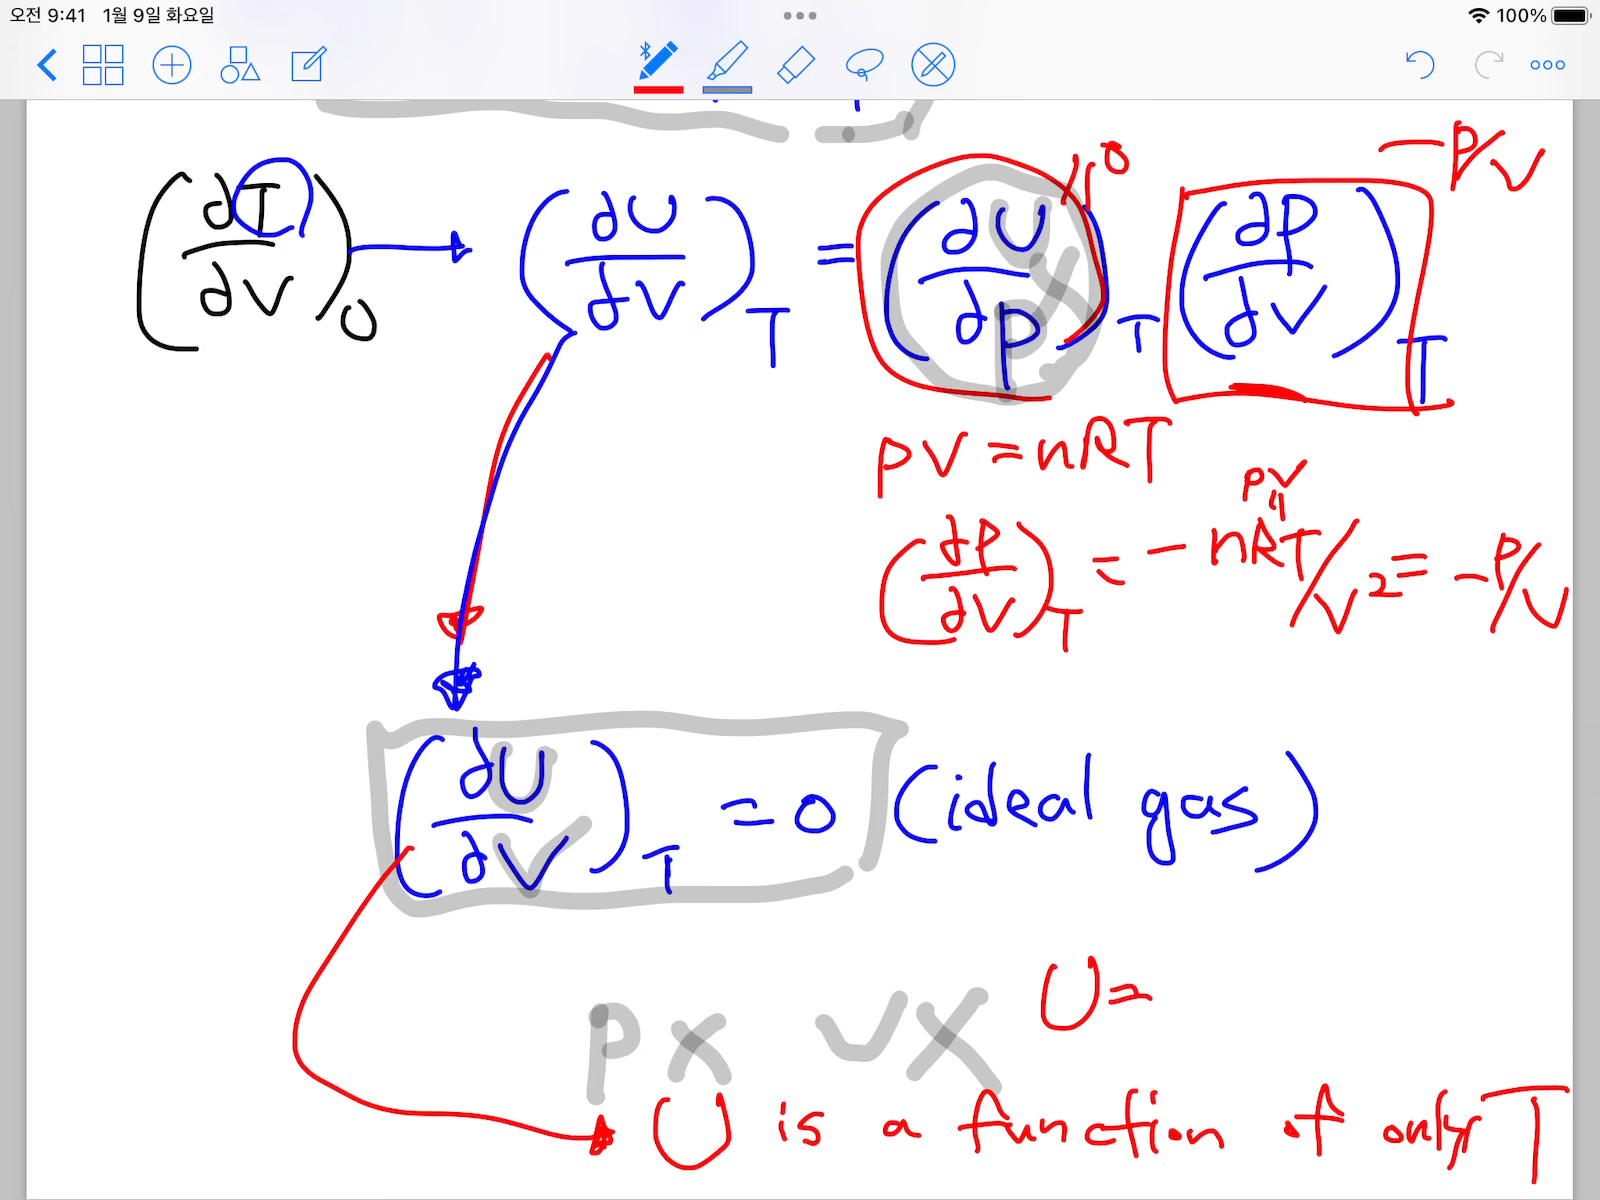 오전 9:41 1월 9일 화요일 100%
-P/V
(∂T/∂V)_0 → (∂U/∂V)_T = (∂U/∂p)_T (∂P/∂V)_T
0
pV = nRT
pV
(∂P/∂V)_T = -nRT/V² = -P/V
(∂U/∂V)_T = 0 (ideal gas)
U=
P X V X
U is a function of only T